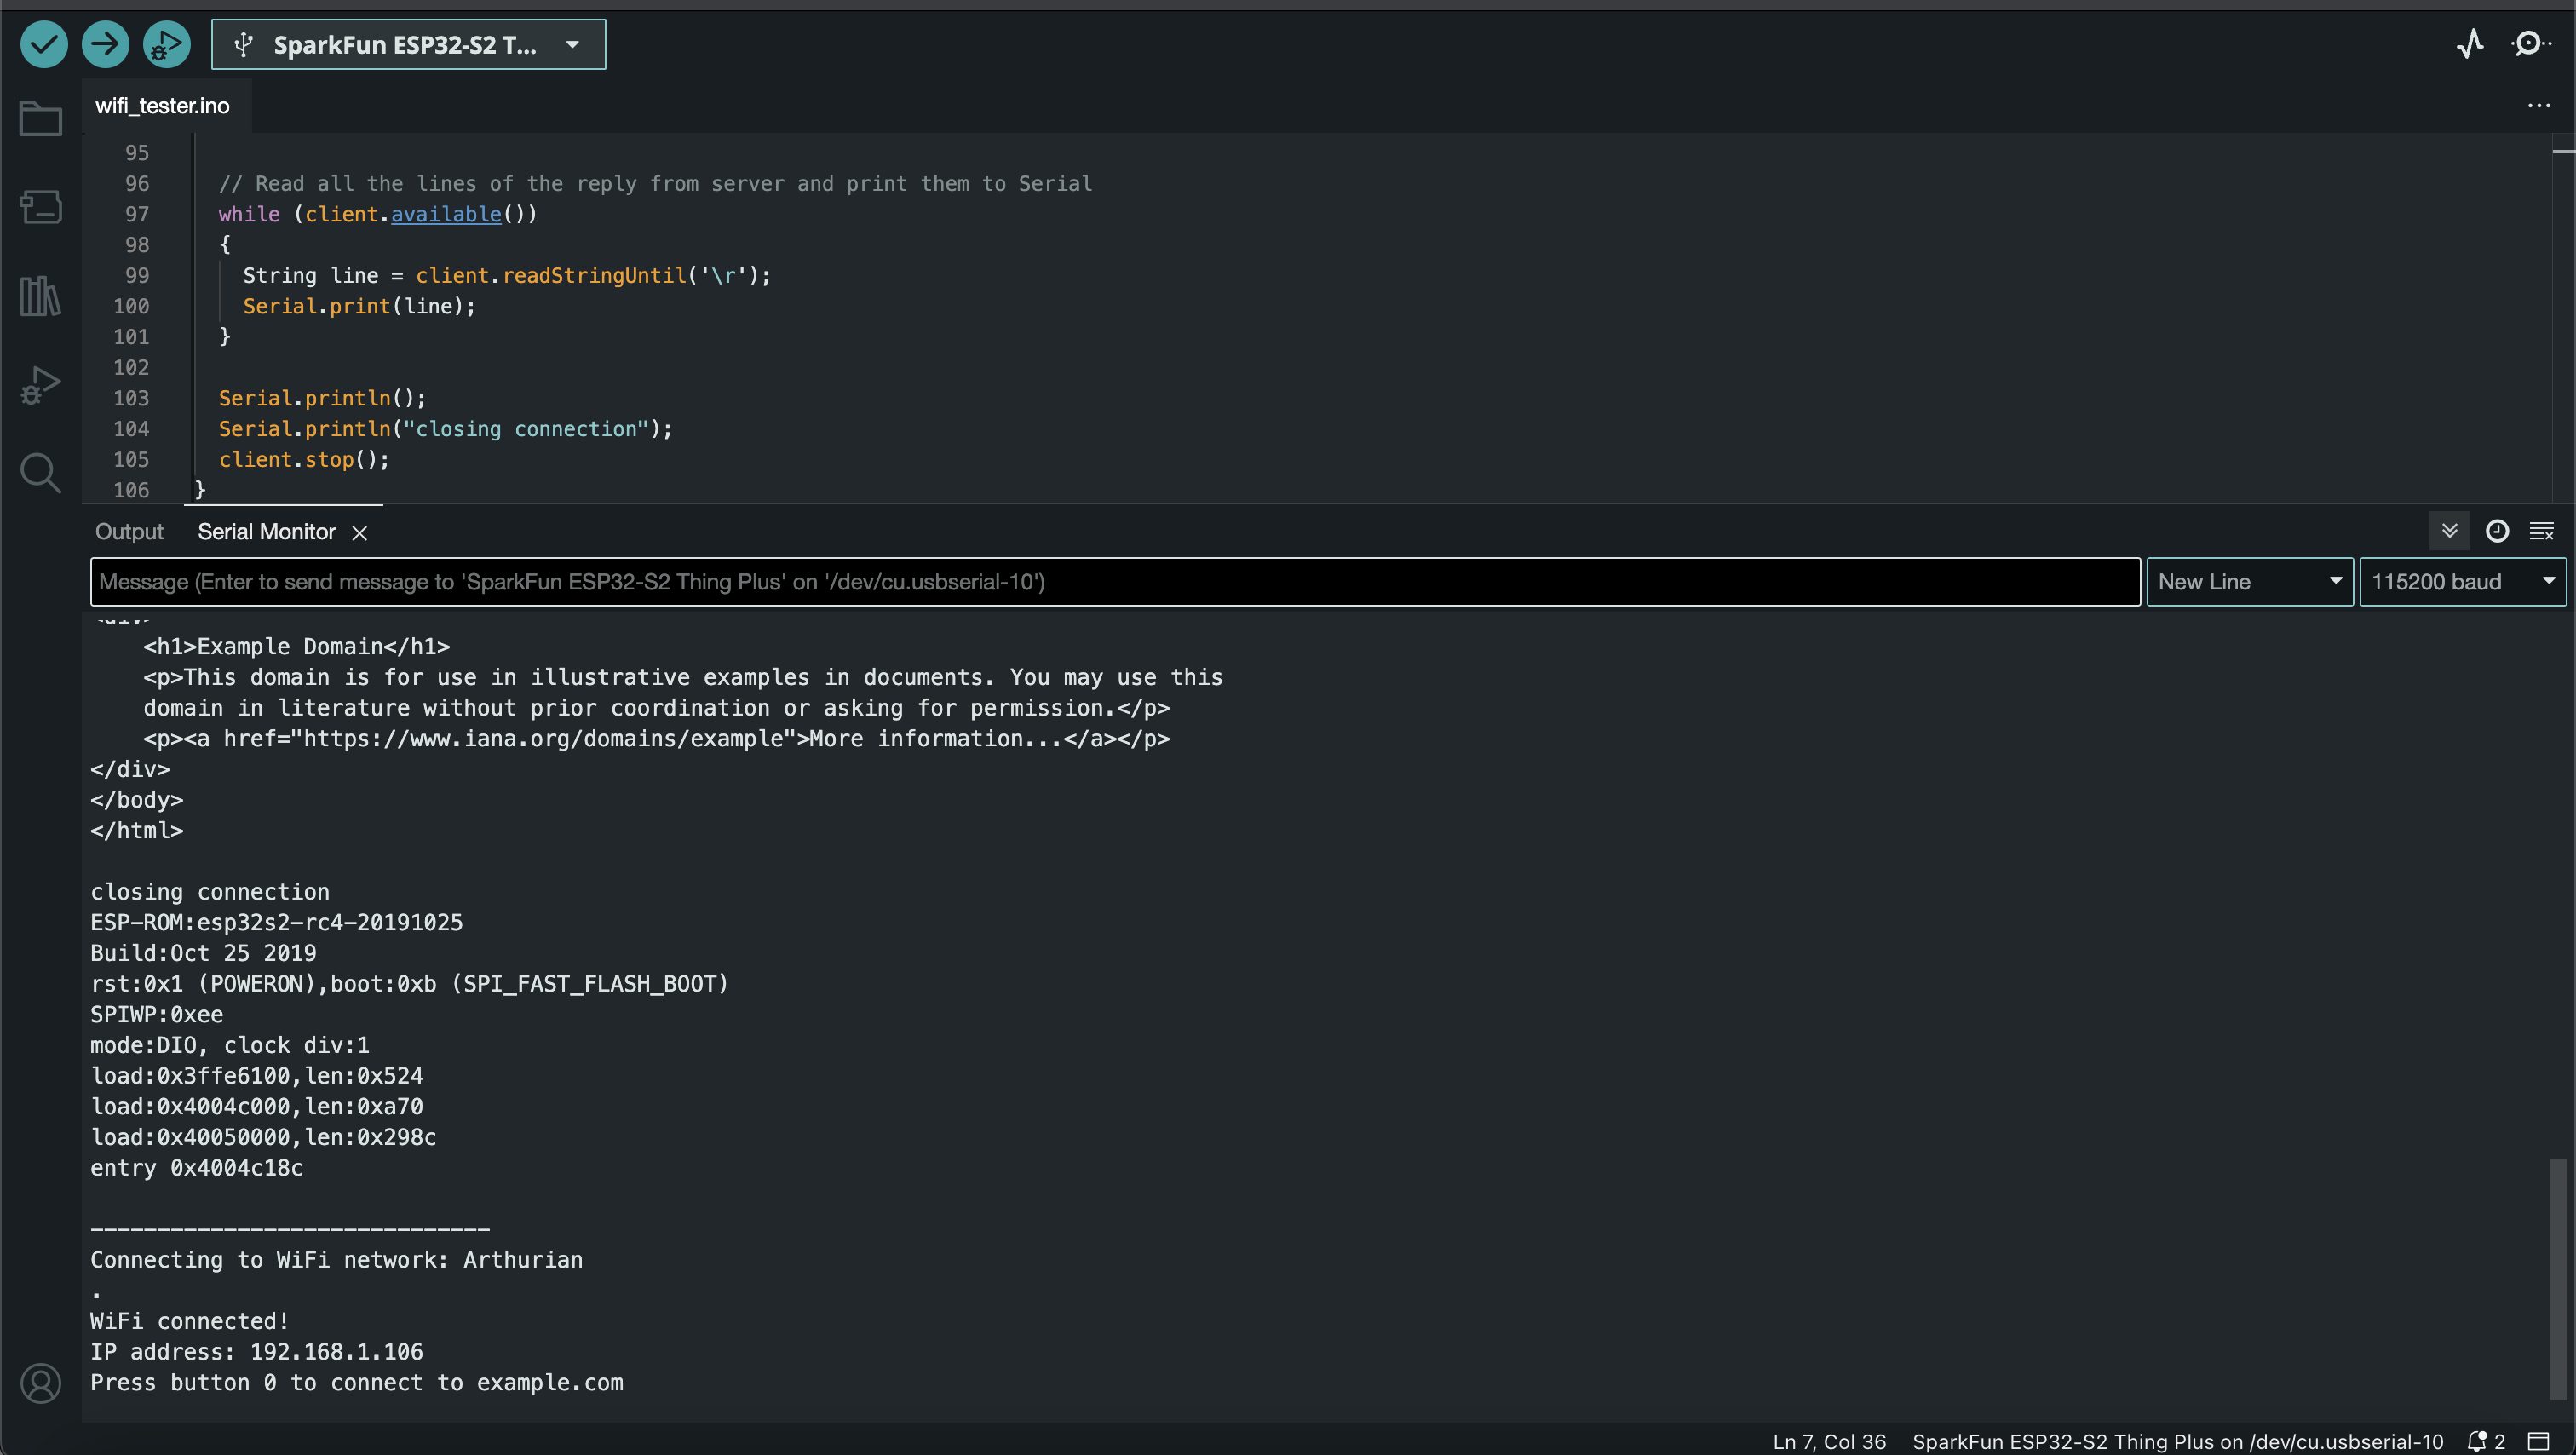 SparkFun ESP32-S2 T...
wifi_tester.ino
95
96 // Read all the lines of the reply from server and print them to Serial
97 while (client.available())
98 {
99 String line = client.readStringUntil('\r');
100 Serial.print(line);
101 }
102
103 Serial.println();
104 Serial.println("closing connection");
105 client.stop();
106 }
Output Serial Monitor
Message (Enter to send message to 'SparkFun ESP32-S2 Thing Plus' on '/dev/cu.usbserial-10') New Line 115200 baud
<div>
<h1>Example Domain</h1>
<p>This domain is for use in illustrative examples in documents. You may use this
domain in literature without prior coordination or asking for permission.</p>
<p><a href="https://www.iana.org/domains/example">More information...</a></p>
</div>
</body>
</html>
closing connection
ESP-ROM:esp32s2-rc4-20191025
Build:Oct 25 2019
rst:0x1 (POWERON),boot:0xb (SPI_FAST_FLASH_BOOT)
SPIWP:0xee
mode:DIO, clock div:1
load:0x3ffe6100,len:0x524
load:0x4004c000,len:0xa70
load:0x40050000,len:0x298c
entry 0x4004c18c
------------------------------
Connecting to WiFi network: Arthurian
.
WiFi connected!
IP address: 192.168.1.106
Press button 0 to connect to example.com
Ln 7, Col 36 SparkFun ESP32-S2 Thing Plus on /dev/cu.usbserial-10 2